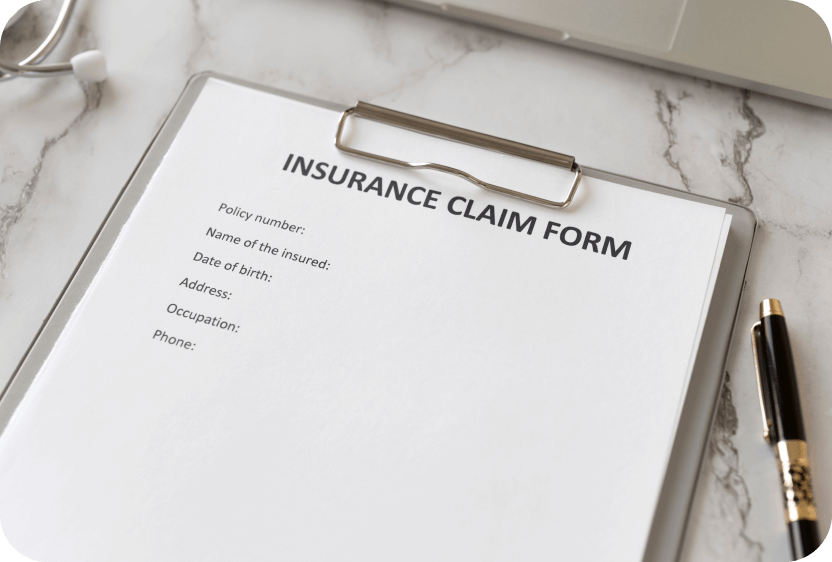 INSURANCE CLAIM FORM
Policy number:
Name of the insured:
Date of birth:
Address:
Occupation:
Phone: